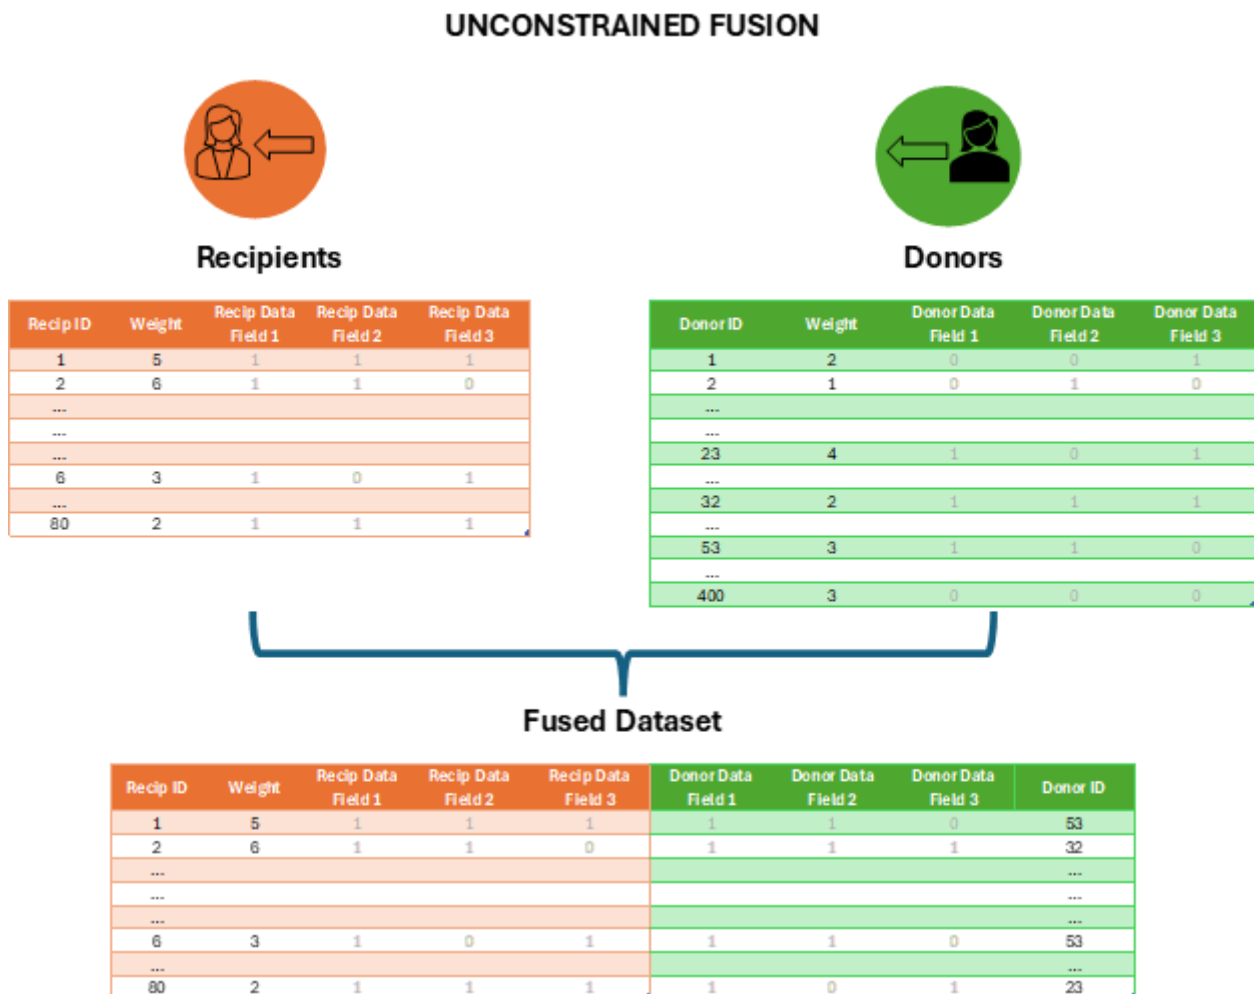 UNCONSTRAINED FUSION
Recipients
Recip ID Weight Recip Data Field 1 Recip Data Field 2 Recip Data Field 3
1 5 1 1 1
2 6 1 1 0
...
...
...
6 3 1 0 1
...
80 2 1 1 1
Donors
Donor ID Weight Donor Data Field 1 Donor Data Field 2 Donor Data Field 3
1 2 0 0 1
2 1 0 1 0
...
...
23 4 1 0 1
...
32 2 1 1 1
...
53 3 1 1 0
...
400 3 0 0 0
Fused Dataset
Recip ID Weight Recip Data Field 1 Recip Data Field 2 Recip Data Field 3 Donor Data Field 1 Donor Data Field 2 Donor Data Field 3 Donor ID
1 5 1 1 1 1 1 0 53
2 6 1 1 0 1 1 1 32
... ...
... ...
... ...
6 3 1 0 1 1 1 0 53
... ...
80 2 1 1 1 1 0 1 23